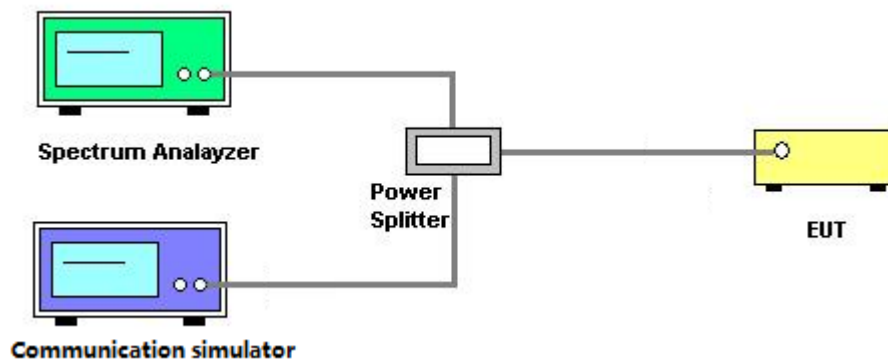 Spectrum Analayzer
Power
Splitter
EUT
Communication simulator